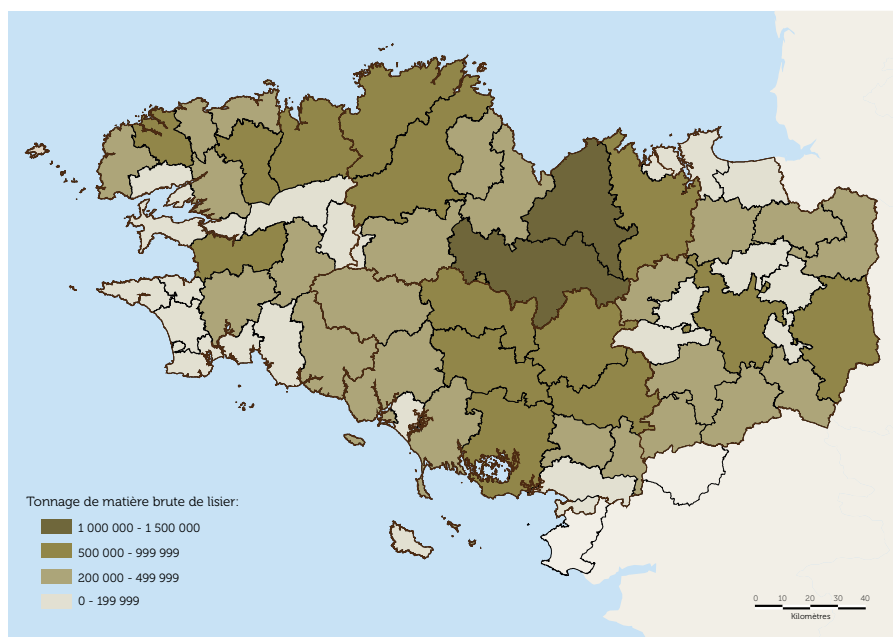 Tonnage de matière brute de lisier:
1 000 000 - 1 500 000
500 000 - 999 999
200 000 - 499 999
0 - 199 999
0 10 20 30 40
Kilomètres